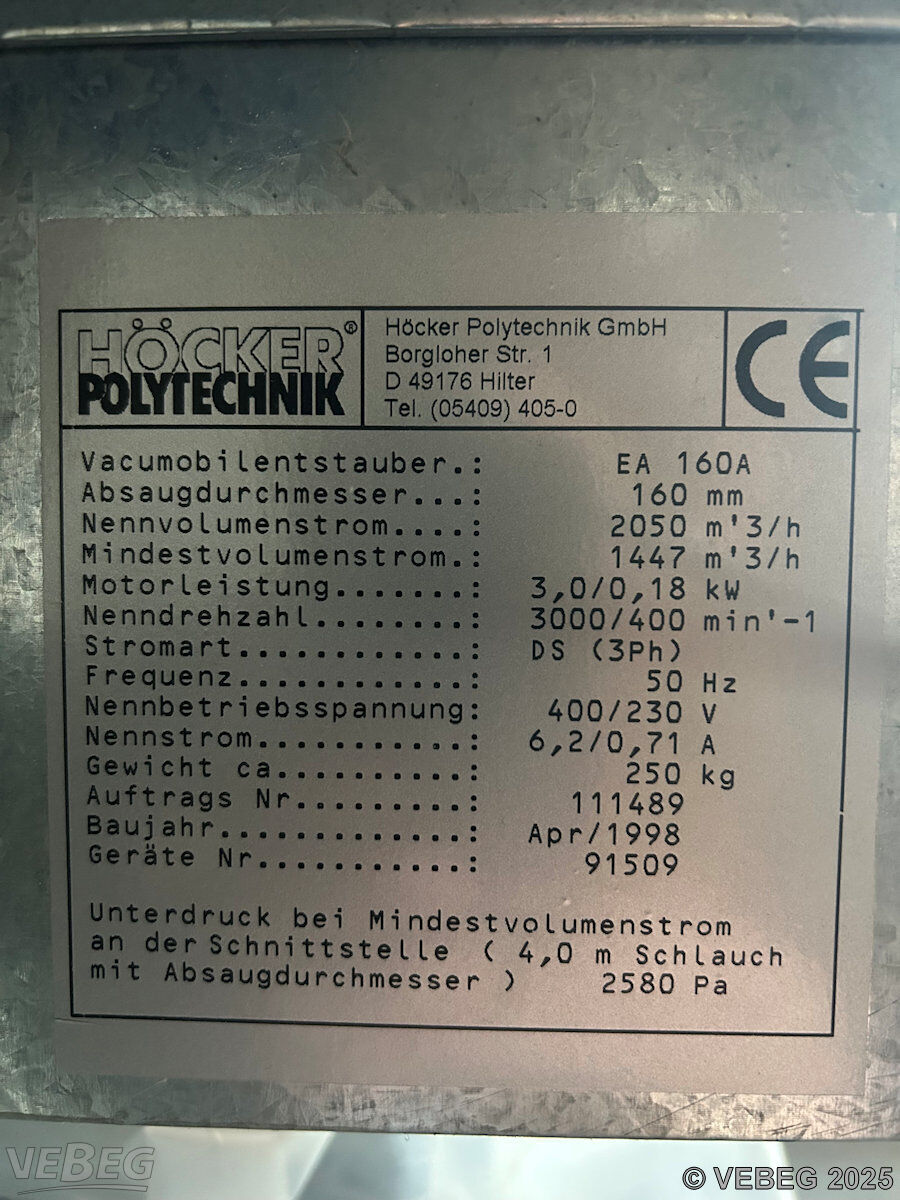 HÖCKER®
POLYTECHNIK
Höcker Polytechnik GmbH
Borgloher Str. 1
D 49176 Hilter
Tel. (05409) 405-0
CE
Vacumobilentstauber.: EA 160A
Absaugdurchmesser...: 160 mm
Nennvolumenstrom....: 2050 m'3/h
Mindestvolumenstrom.: 1447 m'3/h
Motorleistung.......: 3,0/0,18 kW
Nenndrehzahl........: 3000/400 min'-1
Stromart............: DS (3Ph)
Frequenz............: 50 Hz
Nennbetriebsspannung: 400/230 V
Nennstrom...........: 6,2/0,71 A
Gewicht ca..........: 250 kg
Auftrags Nr.........: 111489
Baujahr.............: Apr/1998
Geräte Nr...........: 91509
Unterdruck bei Mindestvolumenstrom
an der Schnittstelle ( 4,0 m Schlauch
mit Absaugdurchmesser ) 2580 Pa
VEBEG
© VEBEG 2025